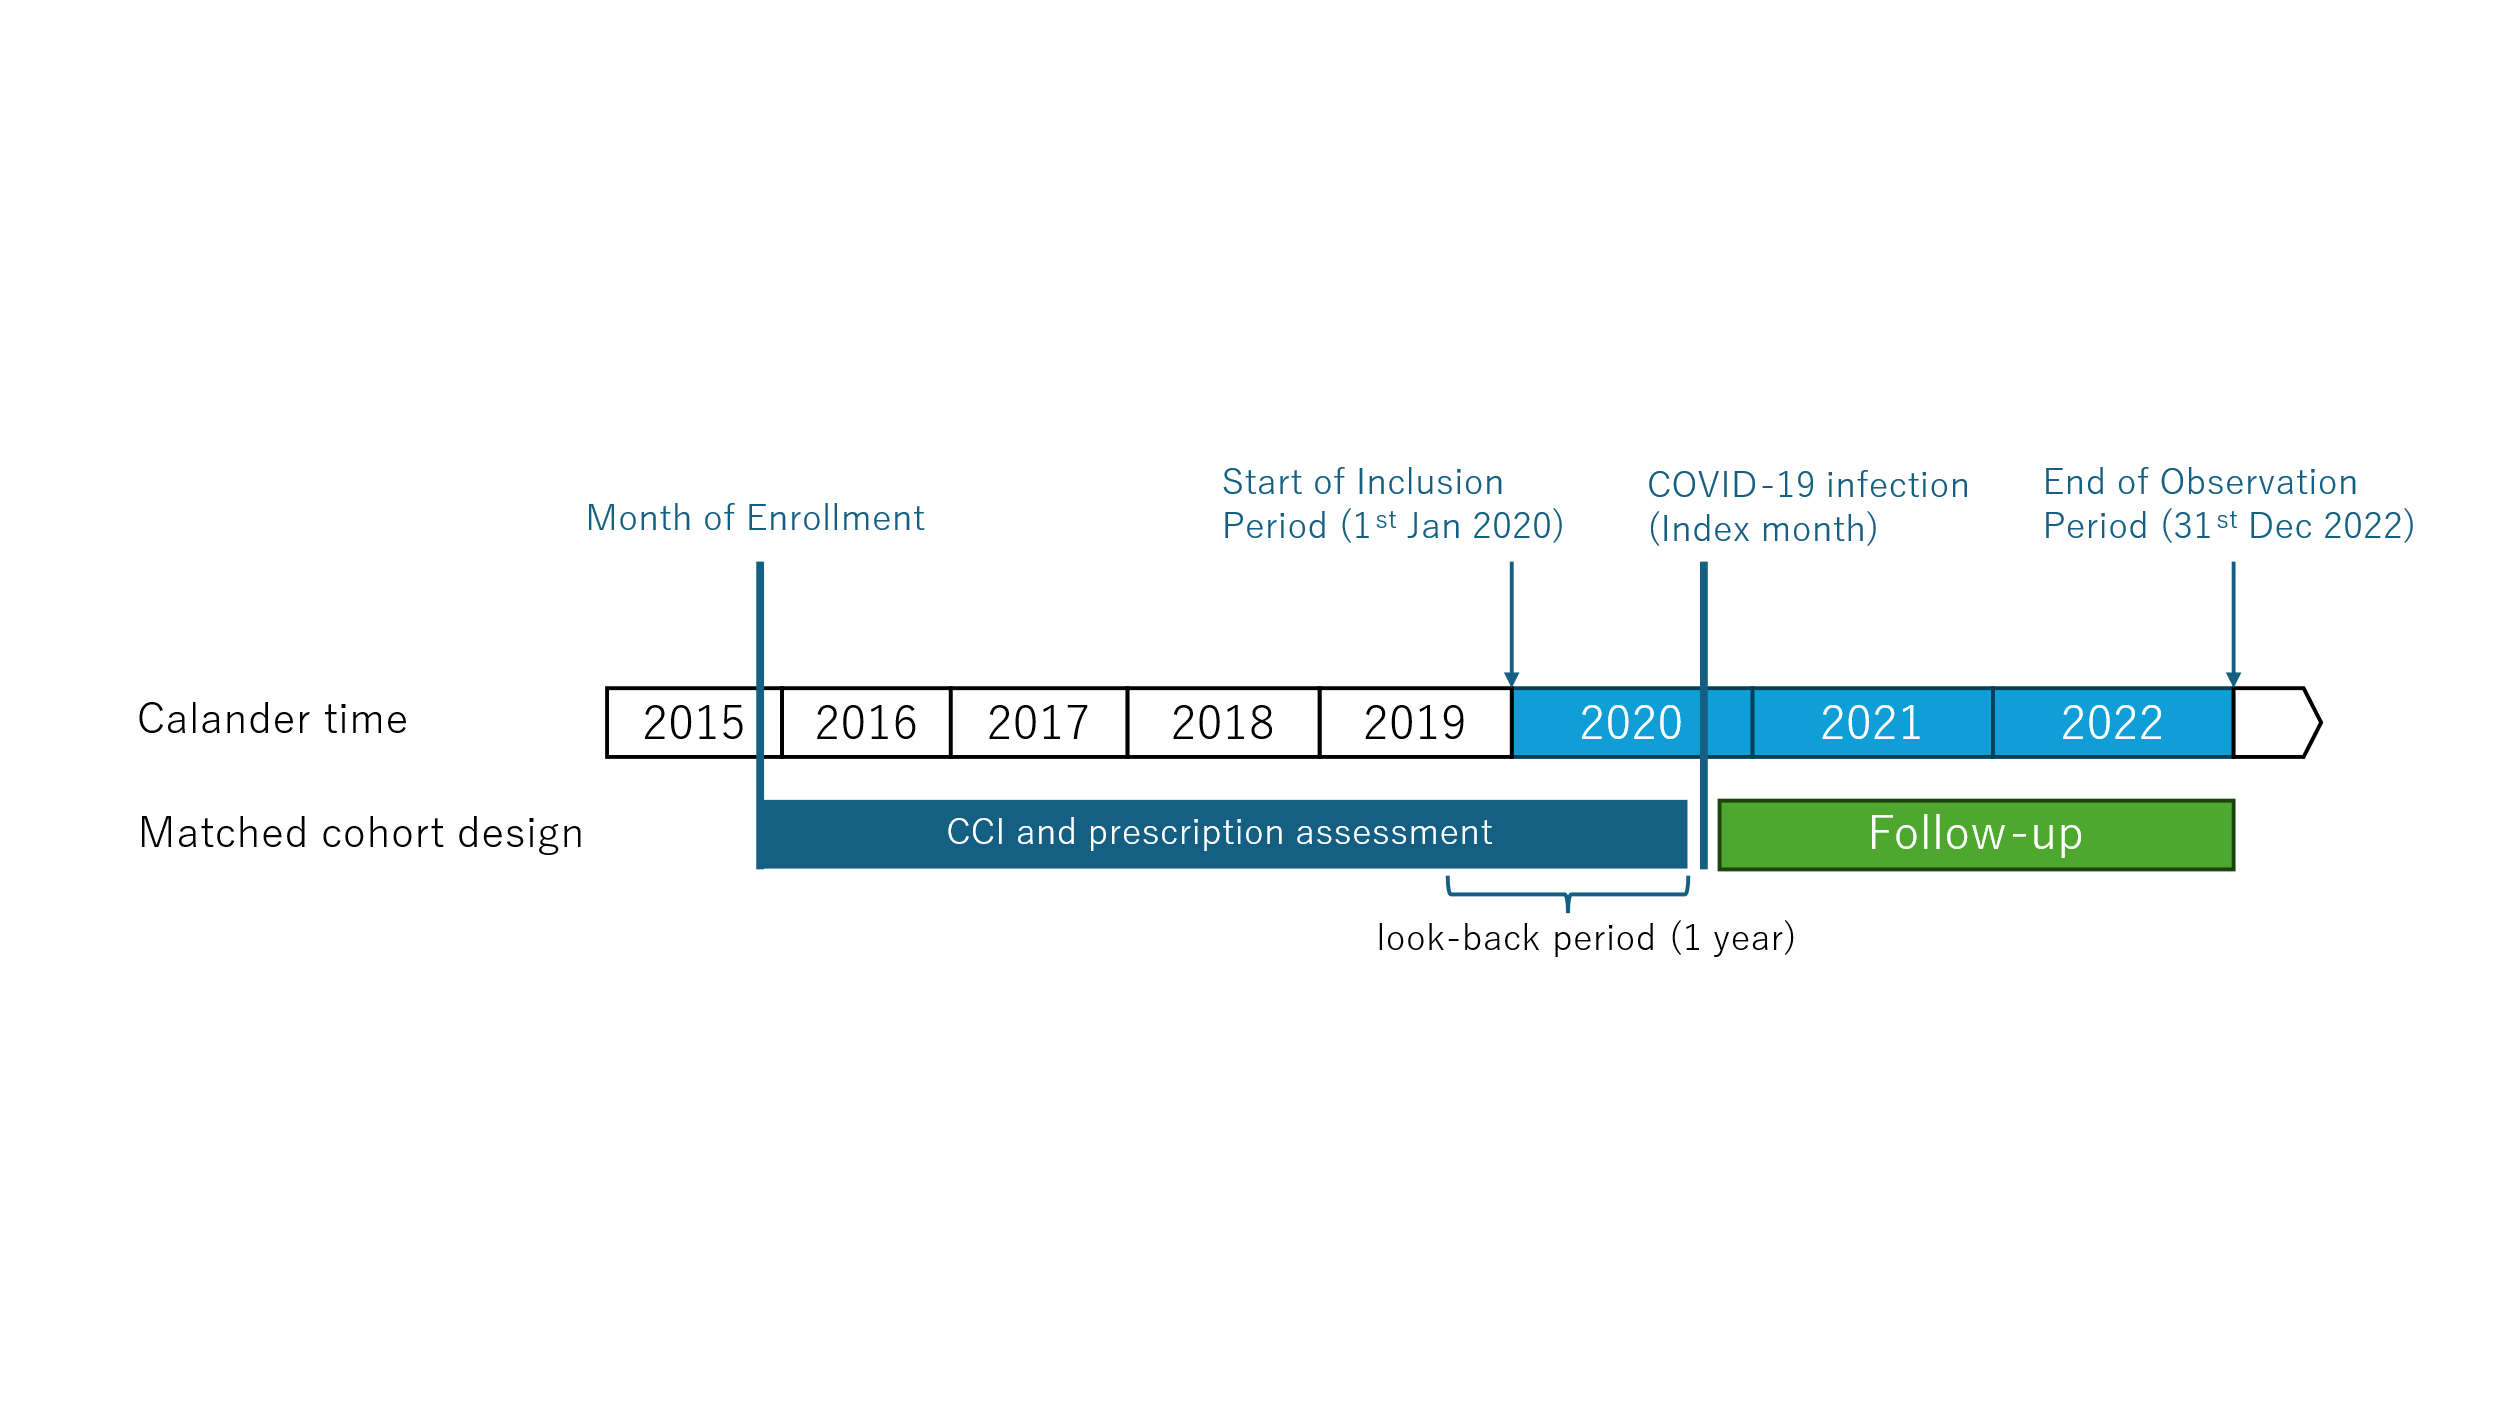 Month of Enrollment
Start of Inclusion
Period (1st Jan 2020)
COVID-19 infection
(Index month)
End of Observation
Period (31st Dec 2022)
Calander time
2015 2016 2017 2018 2019 2020 2021 2022
Matched cohort design
CCI and prescription assessment
Follow-up
look-back period (1 year)